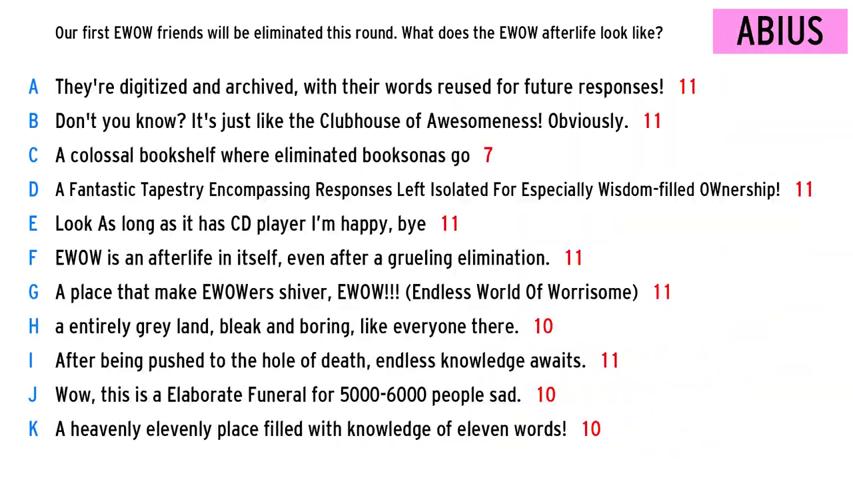 Our first EWOW friends will be eliminated this round. What does the EWOW afterlife look like?
ABIUS
A They're digitized and archived, with their words reused for future responses! 11
B Don't you know? It's just like the Clubhouse of Awesomeness! Obviously. 11
C A colossal bookshelf where eliminated booksonas go 7
D A Fantastic Tapestry Encompassing Responses Left Isolated For Especially Wisdom-filled OWnership! 11
E Look As long as it has CD player I'm happy, bye 11
F EWOW is an afterlife in itself, even after a grueling elimination. 11
G A place that make EWOWers shiver, EWOW!!! (Endless World Of Worrisome) 11
H a entirely grey land, bleak and boring, like everyone there. 10
I After being pushed to the hole of death, endless knowledge awaits. 11
J Wow, this is a Elaborate Funeral for 5000-6000 people sad. 10
K A heavenly elevenly place filled with knowledge of eleven words! 10